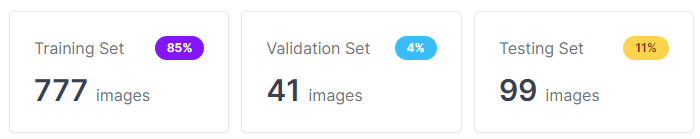 Training Set 85%
777 images
Validation Set 4%
41 images
Testing Set 11%
99 images